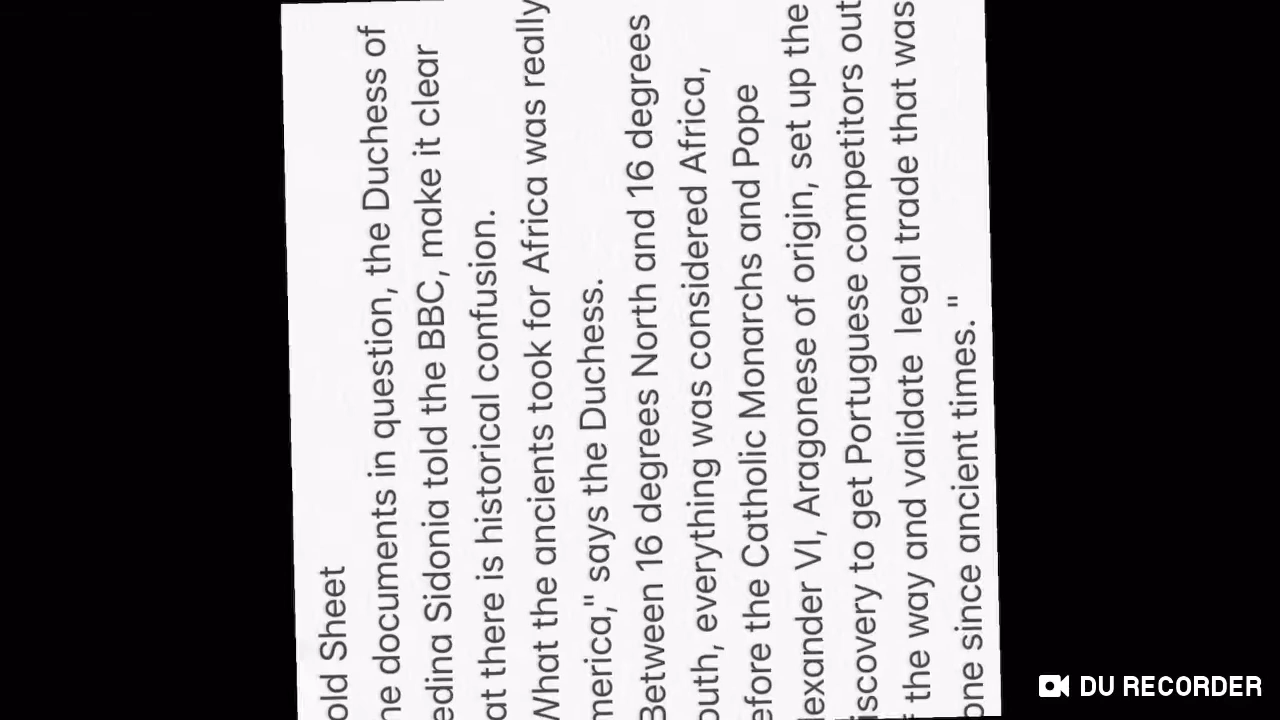 old Sheet
ne documents in question, the Duchess of
edina Sidonia told the BBC, make it clear
at there is historical confusion.
What the ancients took for Africa was really
merica," says the Duchess.
Between 16 degrees North and 16 degrees
outh, everything was considered Africa,
efore the Catholic Monarchs and Pope
lexander VI, Aragonese of origin, set up the
iscovery to get Portuguese competitors out
f the way and validate legal trade that was
one since ancient times. "
DU RECORDER